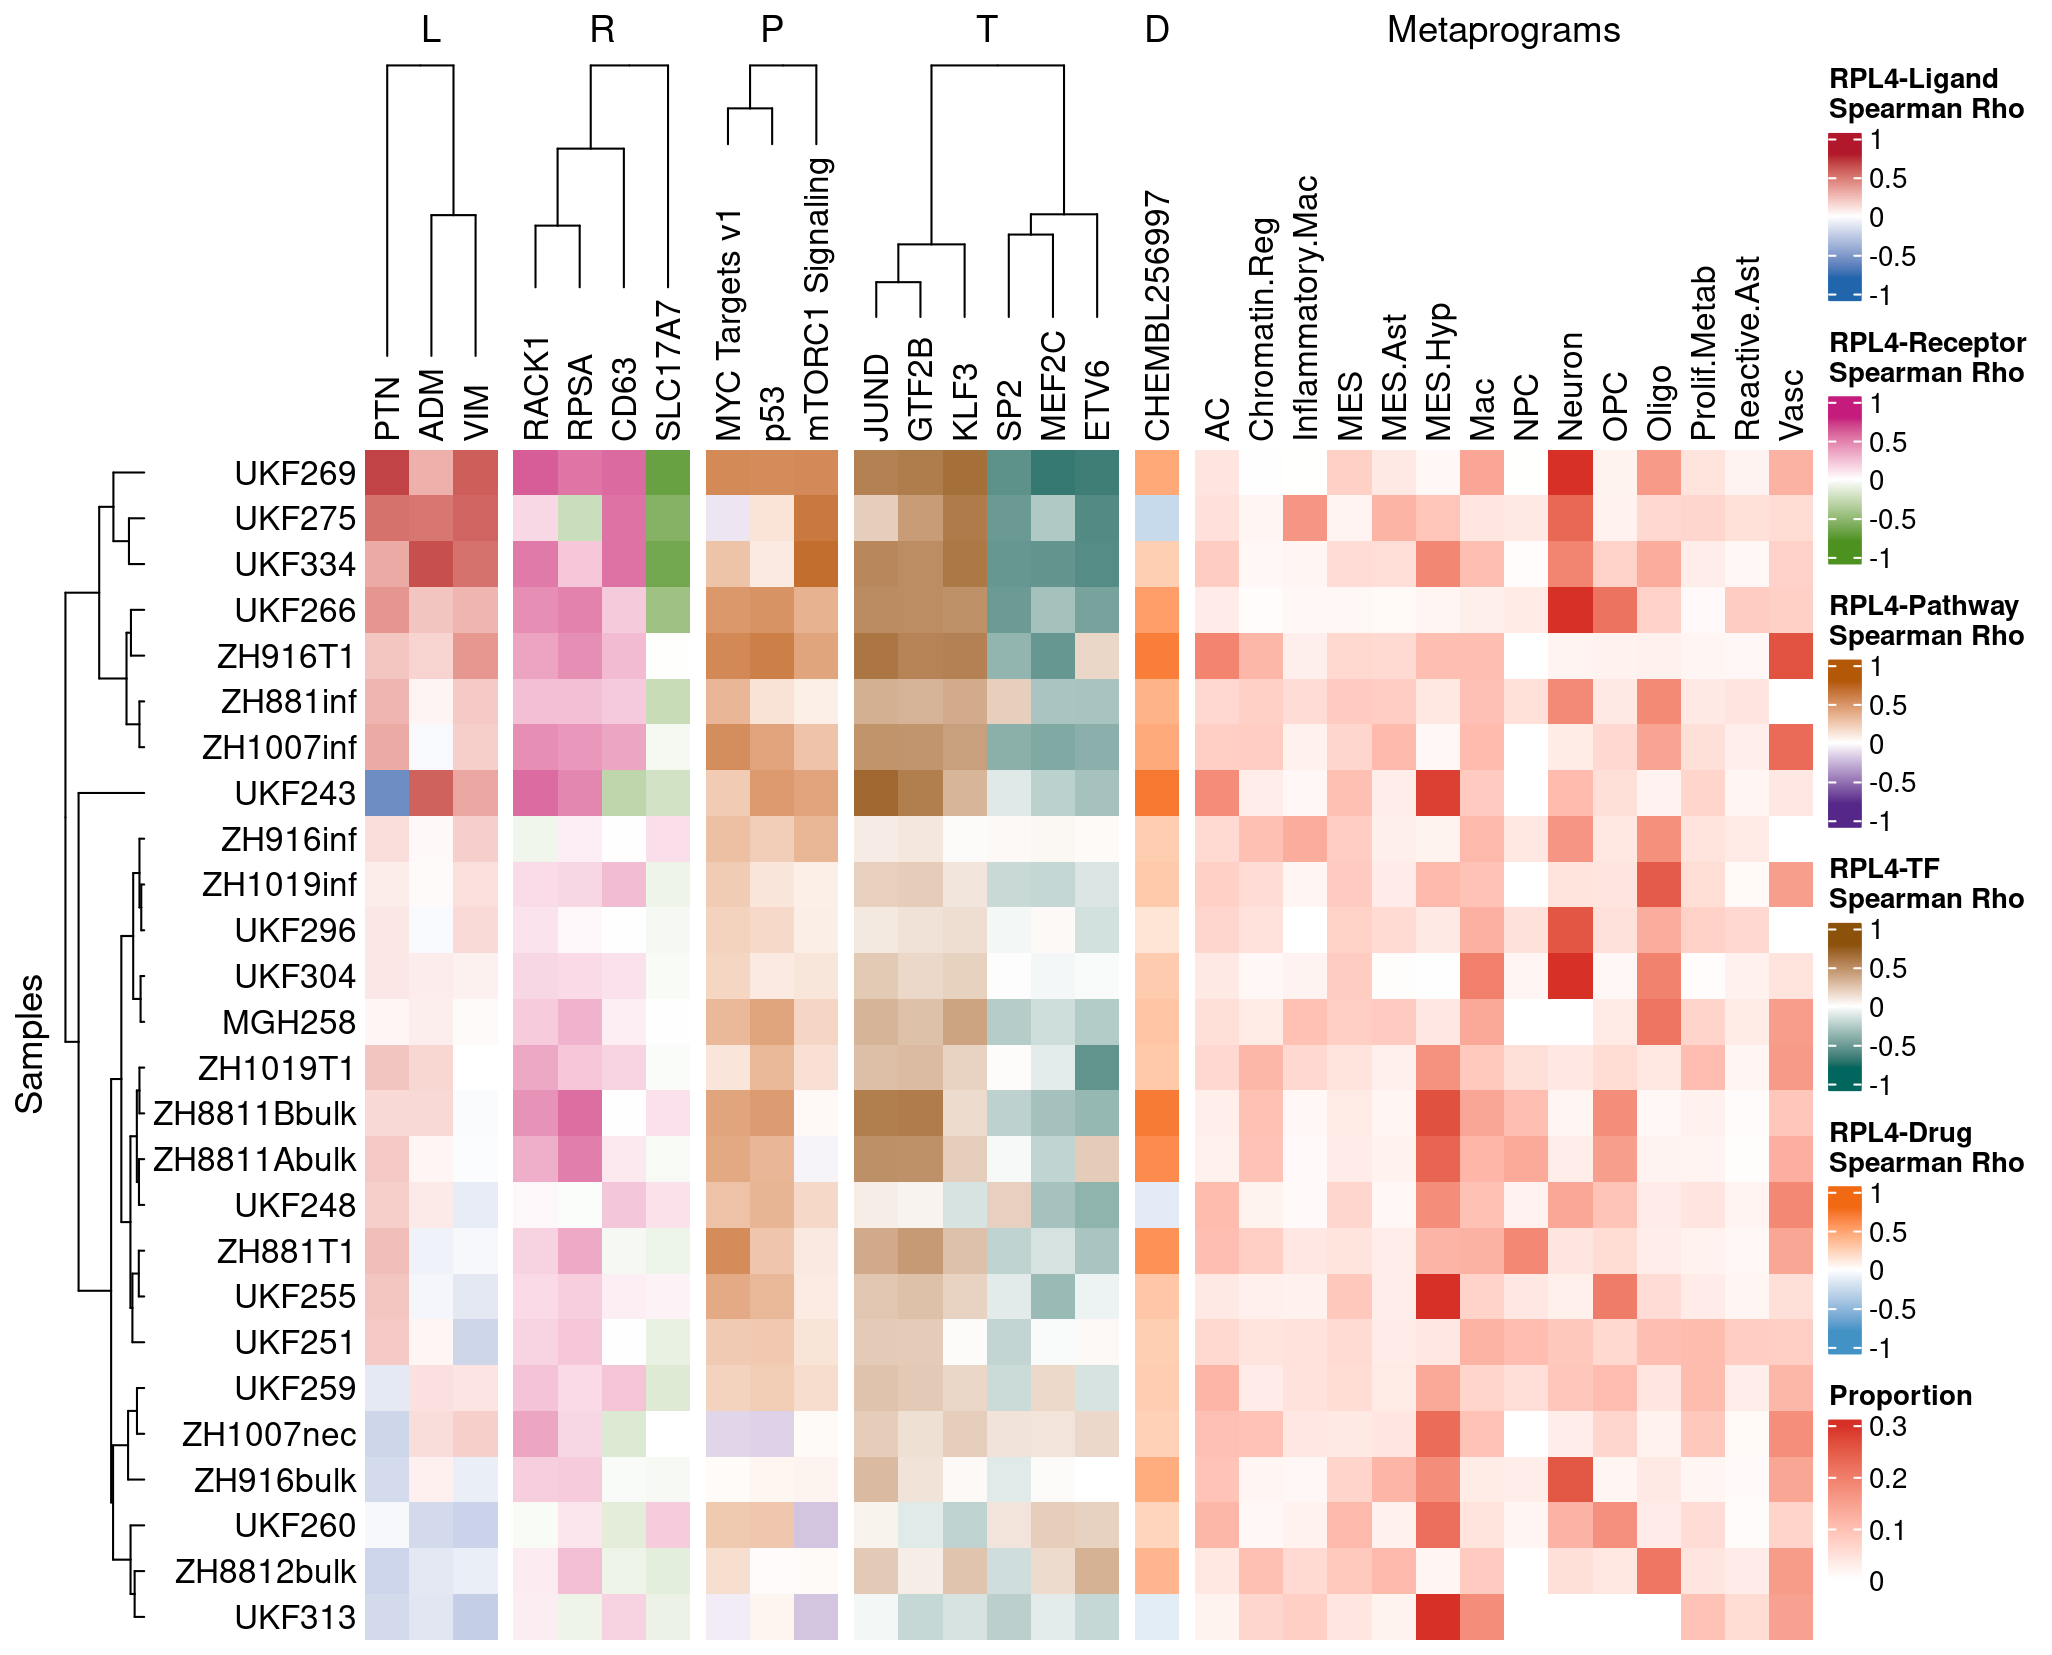 L R P T D Metaprograms
PTN
ADM
VIM
RACK1
RPSA
CD63
SLC17A7
MYC Targets v1
p53
mTORC1 Signaling
JUND
GTF2B
KLF3
SP2
MEF2C
ETV6
CHEMBL256997
AC
Chromatin.Reg
Inflammatory.Mac
MES
MES.Ast
MES.Hyp
Mac
NPC
Neuron
OPC
Oligo
Prolif.Metab
Reactive.Ast
Vasc
Samples
UKF269
UKF275
UKF334
UKF266
ZH916T1
ZH881inf
ZH1007inf
UKF243
ZH916inf
ZH1019inf
UKF296
UKF304
MGH258
ZH1019T1
ZH8811Bbulk
ZH8811Abulk
UKF248
ZH881T1
UKF255
UKF251
UKF259
ZH1007nec
ZH916bulk
UKF260
ZH8812bulk
UKF313
RPL4-Ligand
Spearman Rho
1
0.5
0
-0.5
-1
RPL4-Receptor
Spearman Rho
1
0.5
0
-0.5
-1
RPL4-Pathway
Spearman Rho
1
0.5
0
-0.5
-1
RPL4-TF
Spearman Rho
1
0.5
0
-0.5
-1
RPL4-Drug
Spearman Rho
1
0.5
0
-0.5
-1
Proportion
0.3
0.2
0.1
0